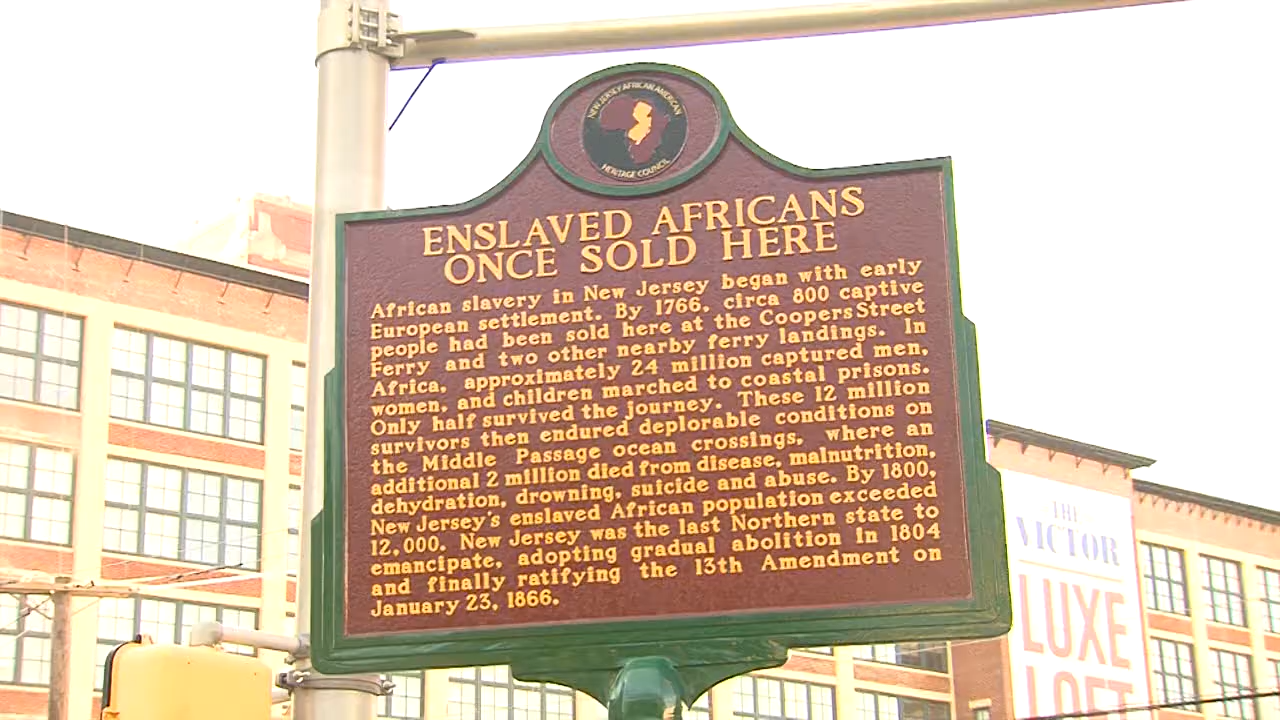 NEW JERSEY AFRICAN AMERICAN
HERITAGE COUNCIL
ENSLAVED AFRICANS
ONCE SOLD HERE
African slavery in New Jersey began with early
European settlement. By 1766, circa 800 captive
people had been sold here at the Coopers Street
Ferry and two other nearby ferry landings. In
Africa, approximately 24 million captured men,
women, and children marched to coastal prisons.
Only half survived the journey. These 12 million
survivors then endured deplorable conditions on
the Middle Passage ocean crossings, where an
additional 2 million died from disease, malnutrition,
dehydration, drowning, suicide and abuse. By 1800,
New Jersey's enslaved African population exceeded
12,000. New Jersey was the last Northern state to
emancipate, adopting gradual abolition in 1804
and finally ratifying the 13th Amendment on
January 23, 1866.
THE
VICTOR
LUXE
LOFT